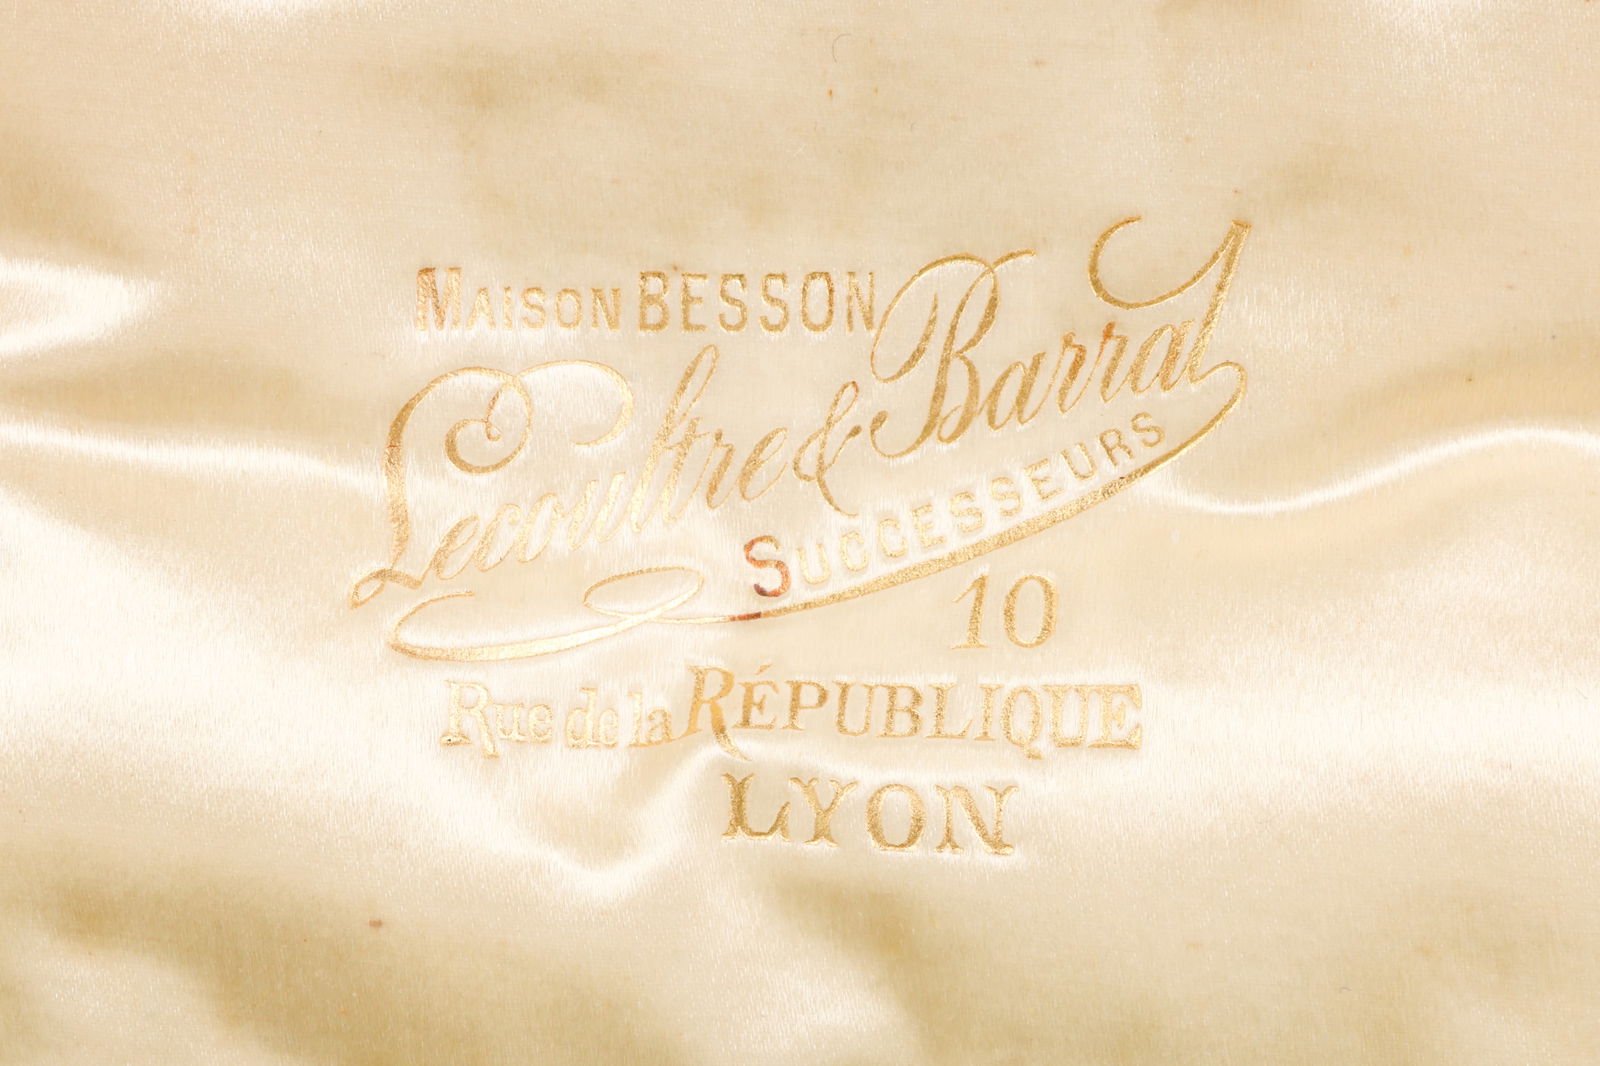 Maison BESSON
Lecoultre & Barral
Successeurs
10
Rue de la RÉPUBLIQUE
LYON